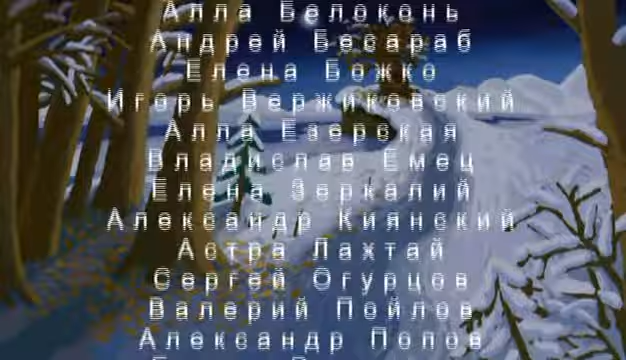 Алла Белоконь
Андрей Бесараб
Елена Божко
Игорь Вержиковский
Алла Езерская
Владислав Емец
Елена Зеркалий
Александр Киянский
Астра Лахтай
Сергей Огурцов
Валерий Пойлов
Александр Попов